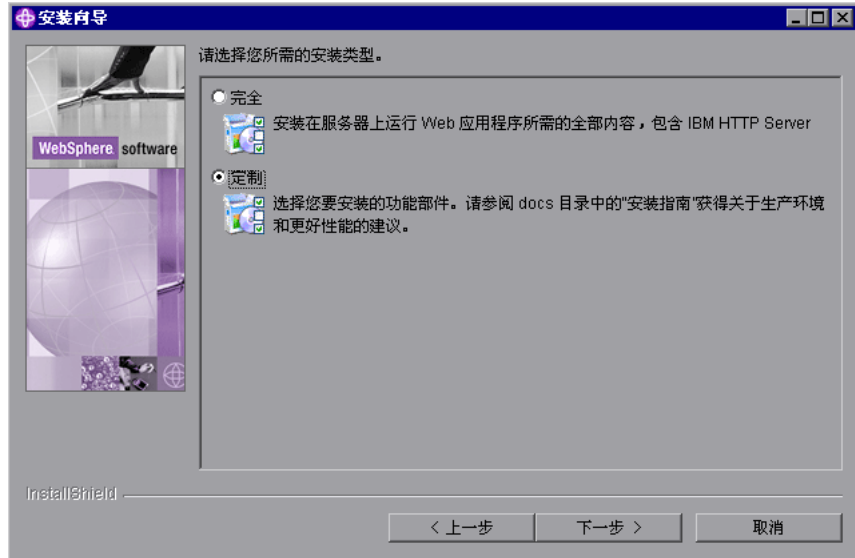 安装向导
请选择您所需的安装类型。
完全
安装在服务器上运行 Web 应用程序所需的全部内容，包含 IBM HTTP Server
定制
选择您要安装的功能部件。请参阅 docs 目录中的"安装指南"获得关于生产环境
和更好性能的建议。
WebSphere software
InstallShield
< 上一步
下一步 >
取消